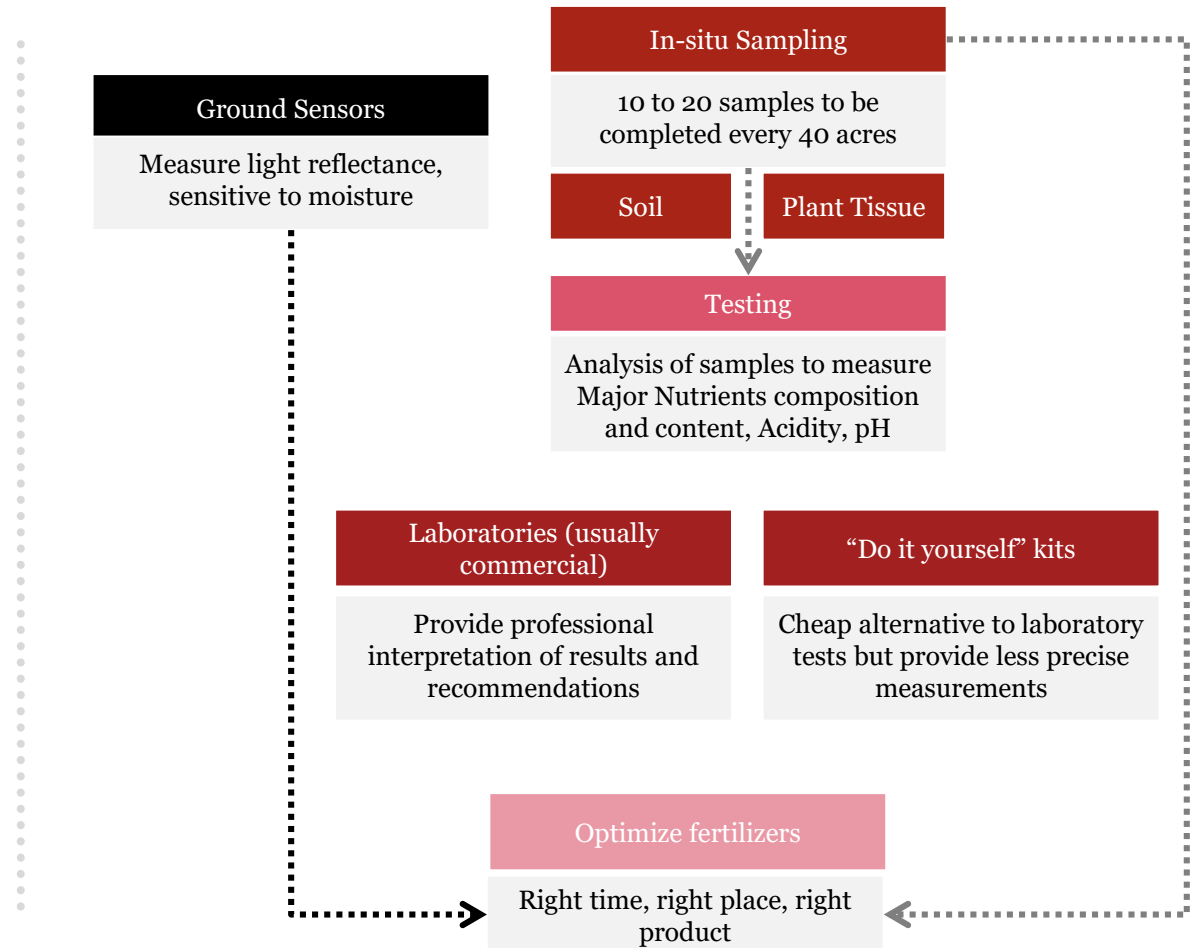 In-situ Sampling
10 to 20 samples to be
completed every 40 acres
Ground Sensors
Measure light reflectance,
sensitive to moisture
Soil
Plant Tissue
Testing
Analysis of samples to measure
Major Nutrients composition
and content, Acidity, pH
Laboratories (usually
commercial)
Provide professional
interpretation of results and
recommendations
“Do it yourself” kits
Cheap alternative to laboratory
tests but provide less precise
measurements
Optimize fertilizers
Right time, right place, right
product